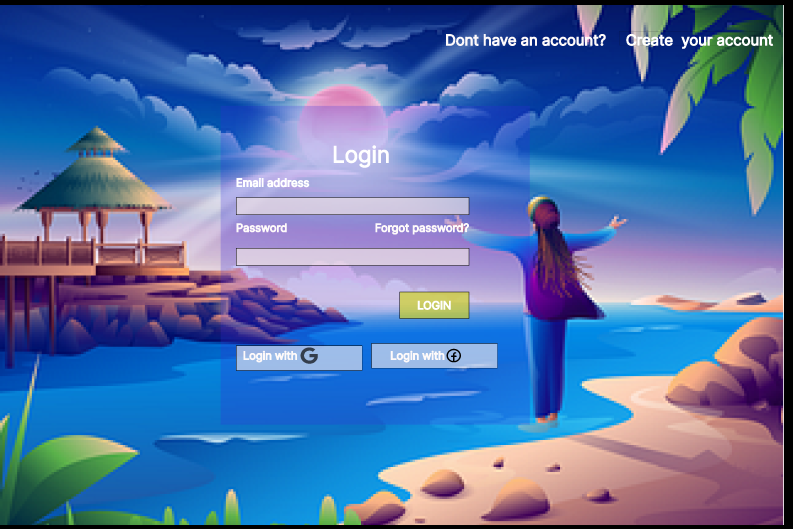 Dont have an account? Create your account
Login
Email address
Password Forgot password?
LOGIN
Login with Login with